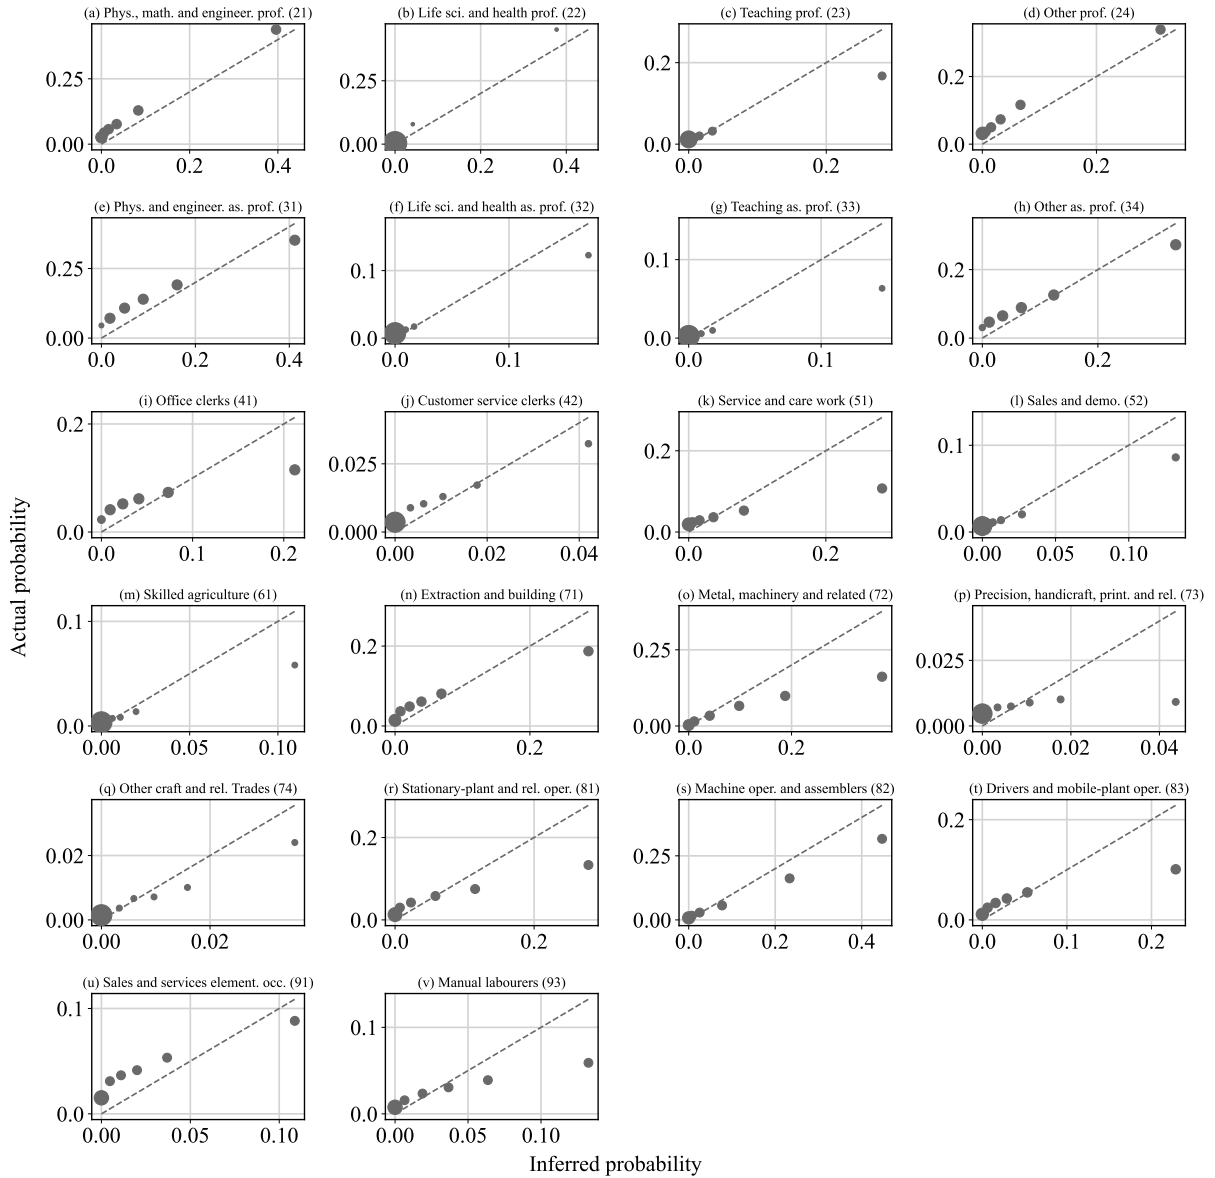 (a) Phys., math. and engineer. prof. (21)
0.25
0.00
0.0 0.2 0.4
(b) Life sci. and health prof. (22)
0.25
0.00
0.0 0.2 0.4
(c) Teaching prof. (23)
0.2
0.0
0.0 0.2
(d) Other prof. (24)
0.2
0.0
0.0 0.2
(e) Phys. and engineer. as. prof. (31)
0.25
0.00
0.0 0.2 0.4
(f) Life sci. and health as. prof. (32)
0.1
0.0
0.0 0.1
(g) Teaching as. prof. (33)
0.1
0.0
0.0 0.1
(h) Other as. prof. (34)
0.2
0.0
0.0 0.2
(i) Office clerks (41)
0.2
0.0
0.0 0.1 0.2
(j) Customer service clerks (42)
0.025
0.000
0.00 0.02 0.04
(k) Service and care work (51)
0.2
0.0
0.0 0.2
(l) Sales and demo. (52)
0.1
0.0
0.00 0.05 0.10
Actual probability
(m) Skilled agriculture (61)
0.1
0.0
0.00 0.05 0.10
(n) Extraction and building (71)
0.2
0.0
0.0 0.2
(o) Metal, machinery and related (72)
0.25
0.00
0.0 0.2
(p) Precision, handicraft, print. and rel. (73)
0.025
0.000
0.00 0.02 0.04
(q) Other craft and rel. Trades (74)
0.02
0.00
0.00 0.02
(r) Stationary-plant and rel. oper. (81)
0.2
0.0
0.0 0.2
(s) Machine oper. and assemblers (82)
0.25
0.00
0.0 0.2 0.4
(t) Drivers and mobile-plant oper. (83)
0.2
0.0
0.0 0.1 0.2
(u) Sales and services element. occ. (91)
0.1
0.0
0.00 0.05 0.10
(v) Manual labourers (93)
0.1
0.0
0.00 0.05 0.10
Inferred probability